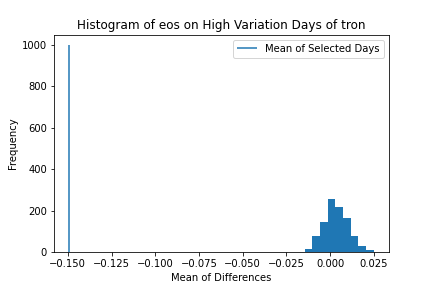 Histogram of eos on High Variation Days of tron
Mean of Selected Days
Frequency
1000
800
600
400
200
0
−0.150 −0.125 −0.100 −0.075 −0.050 −0.025 0.000 0.025
Mean of Differences